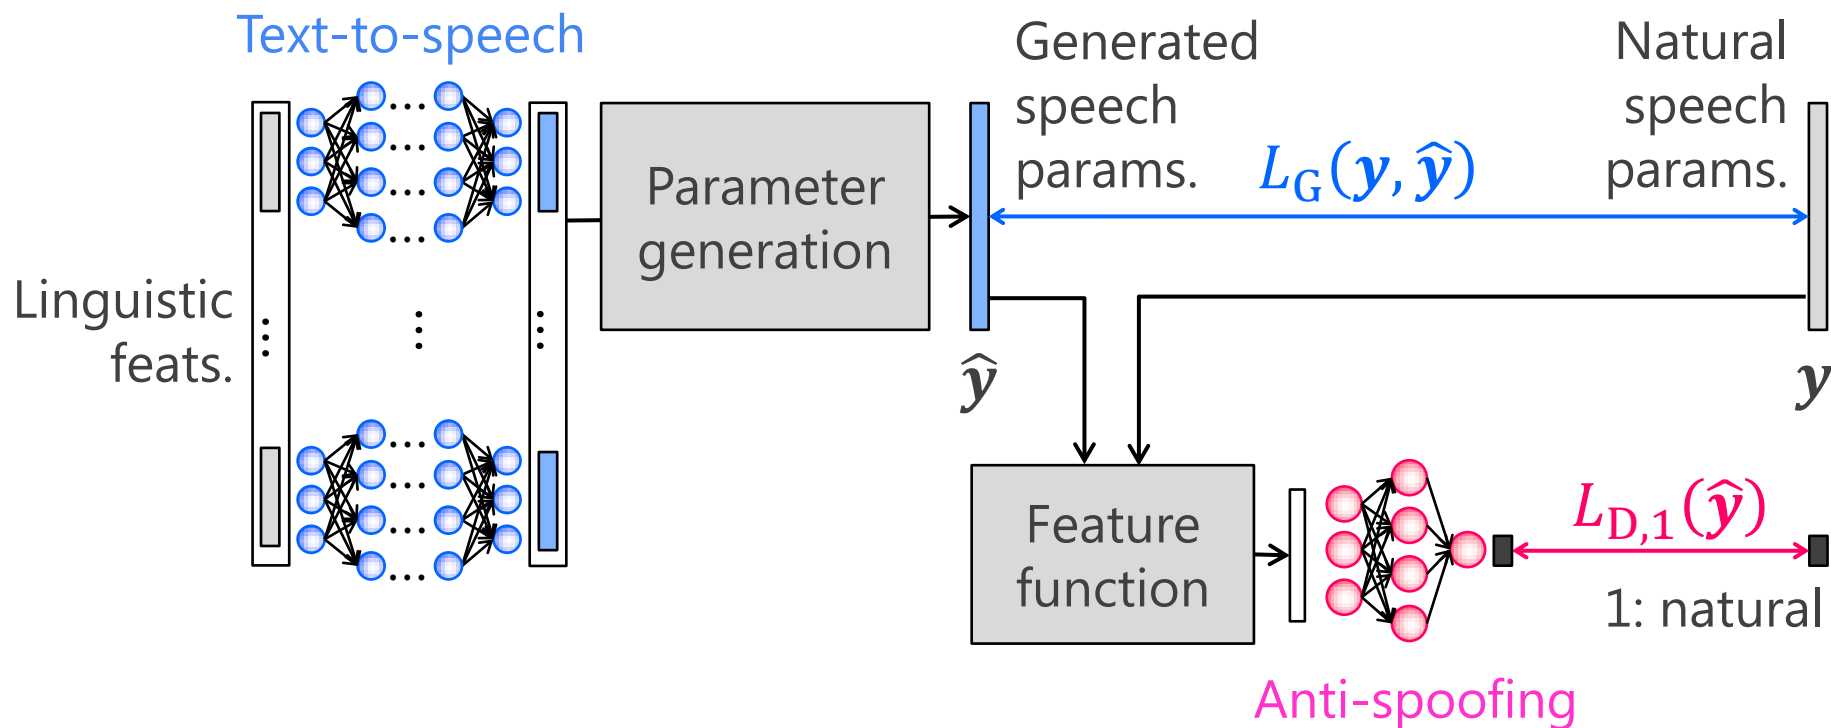 Text-to-speech
Linguistic
feats.
...
...
...
...
...
...
...
...
...
...
...
Parameter
generation
Generated
speech
params.
L_G(y, ŷ)
Natural
speech
params.
ŷ
y
Feature
function
L_{D,1}(ŷ)
1: natural
Anti-spoofing